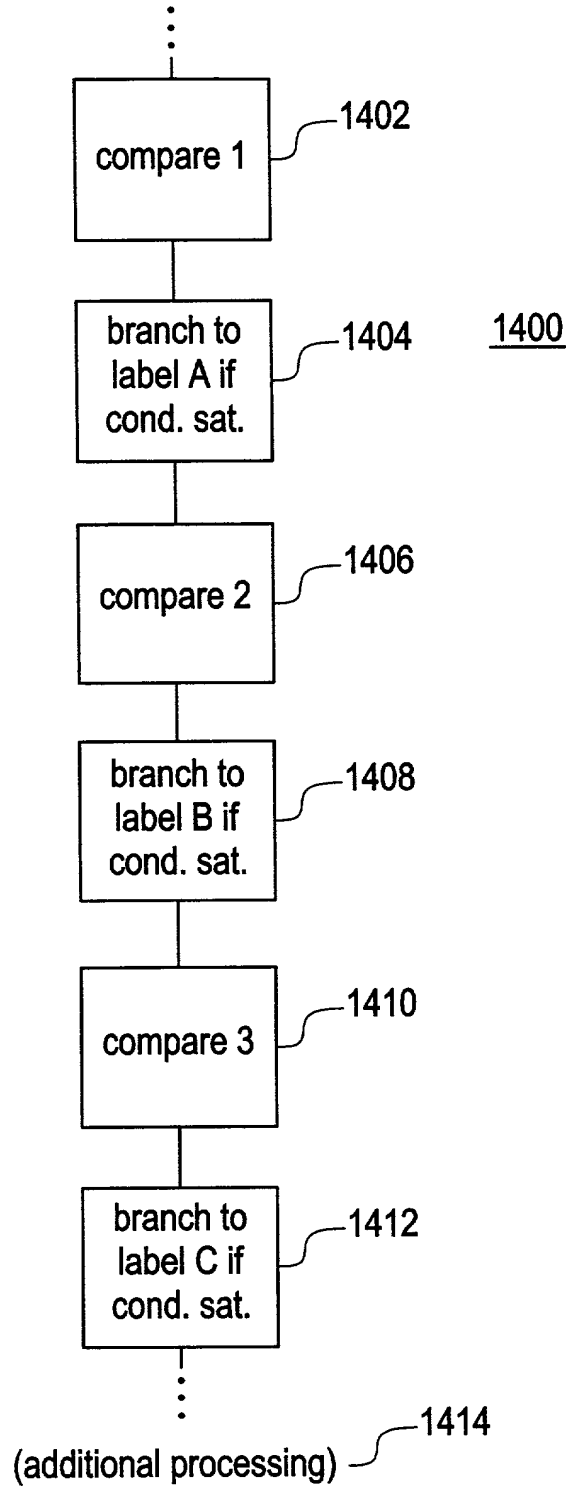 compare 1
1402
branch to
label A if
cond. sat.
1404
1400
compare 2
1406
branch to
label B if
cond. sat.
1408
compare 3
1410
branch to
label C if
cond. sat.
1412
(additional processing)
1414